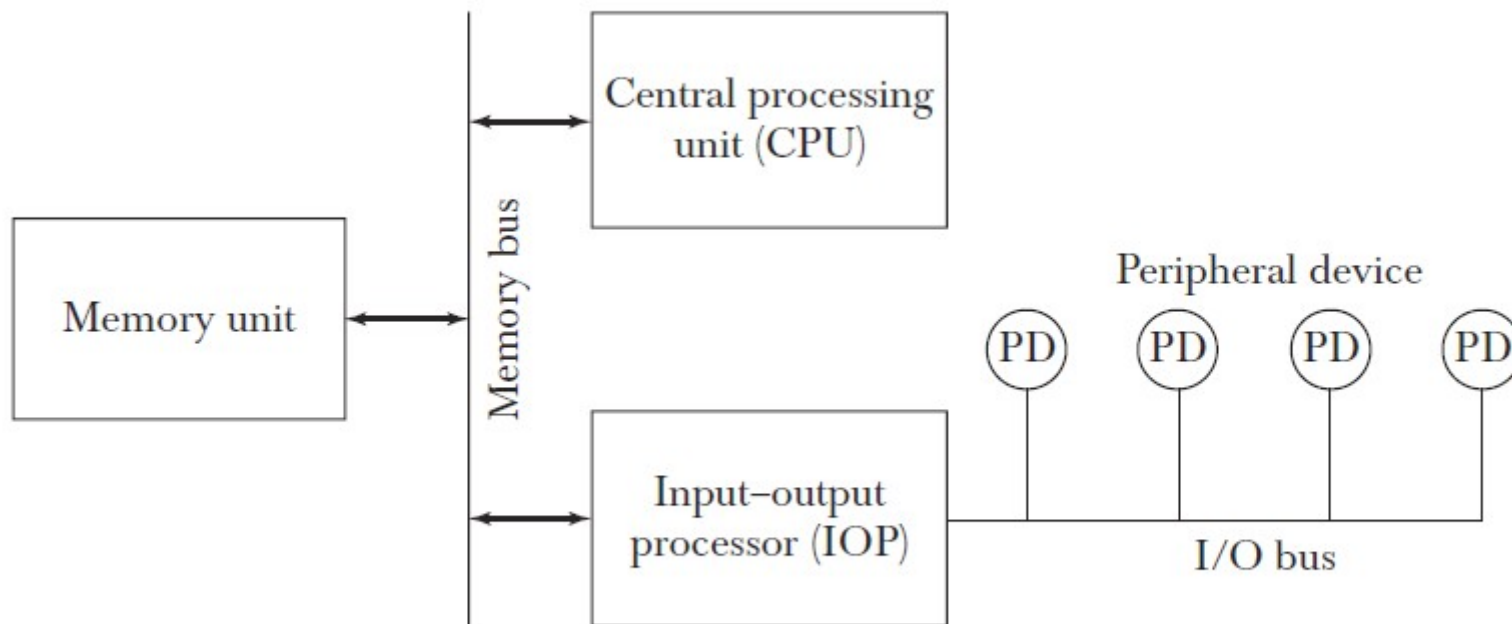 Central processing
unit (CPU)
Memory unit
Memory bus
Peripheral device
PD
PD
PD
PD
Input–output
processor (IOP)
I/O bus